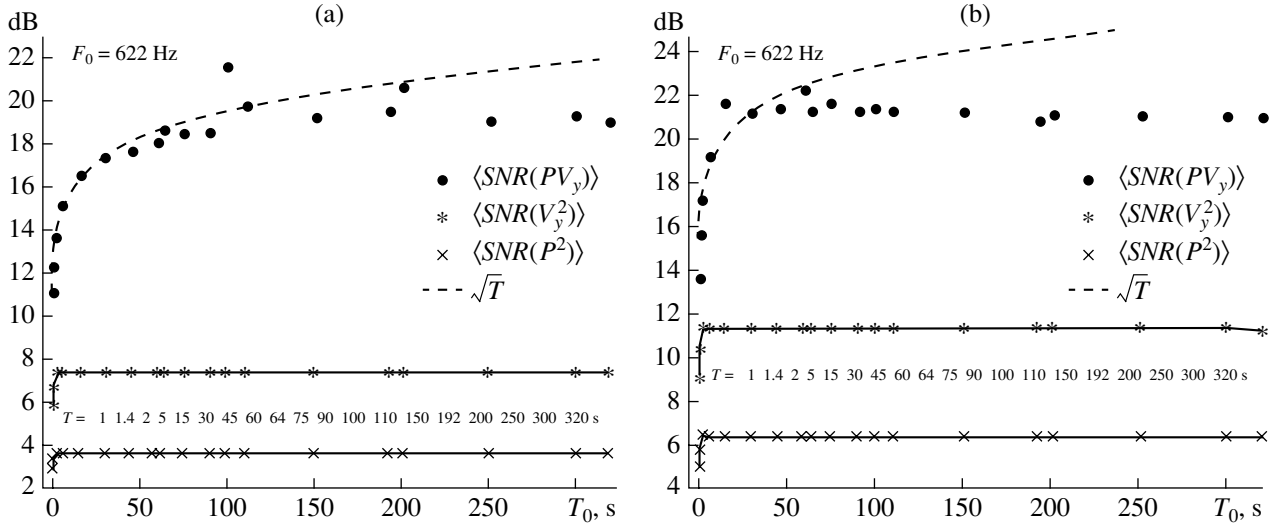 (a)
dB
F₀ = 622 Hz
22
20
18
16
14
12
10
8
6
4
2
⟨SNR(PV_y)⟩
⟨SNR(V_y²)⟩
⟨SNR(P²)⟩
√T
T = 1 1.4 2 5 15 30 45 60 64 75 90 100 110 150 192 200 250 300 320 s
0 50 100 150 200 250 T₀, s
(b)
dB
F₀ = 622 Hz
24
22
20
18
16
14
12
10
8
6
4
⟨SNR(PV_y)⟩
⟨SNR(V_y²)⟩
⟨SNR(P²)⟩
√T
T = 1 1.4 2 5 15 30 45 60 64 75 90 100 110 150 192 200 250 300 320 s
0 50 100 150 200 250 T₀, s